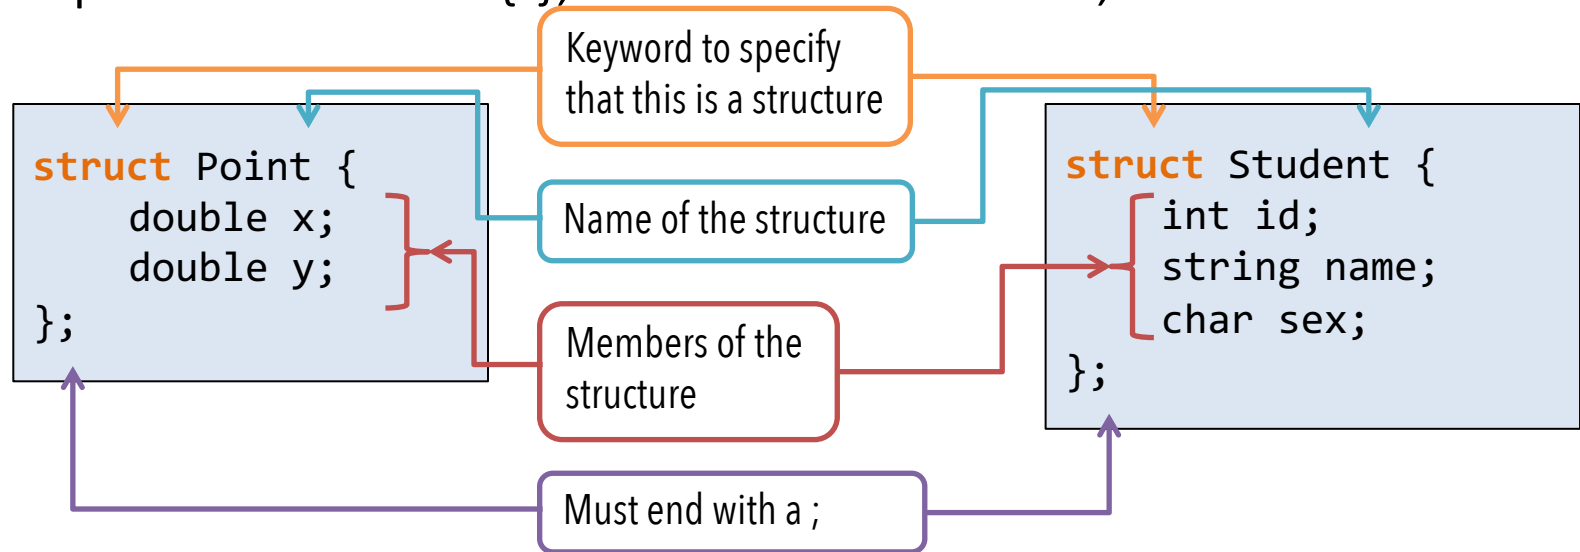 Keyword to specify
that this is a structure
struct Point {
double x;
double y;
};
Name of the structure
struct Student {
int id;
string name;
char sex;
};
Members of the
structure
Must end with a ;